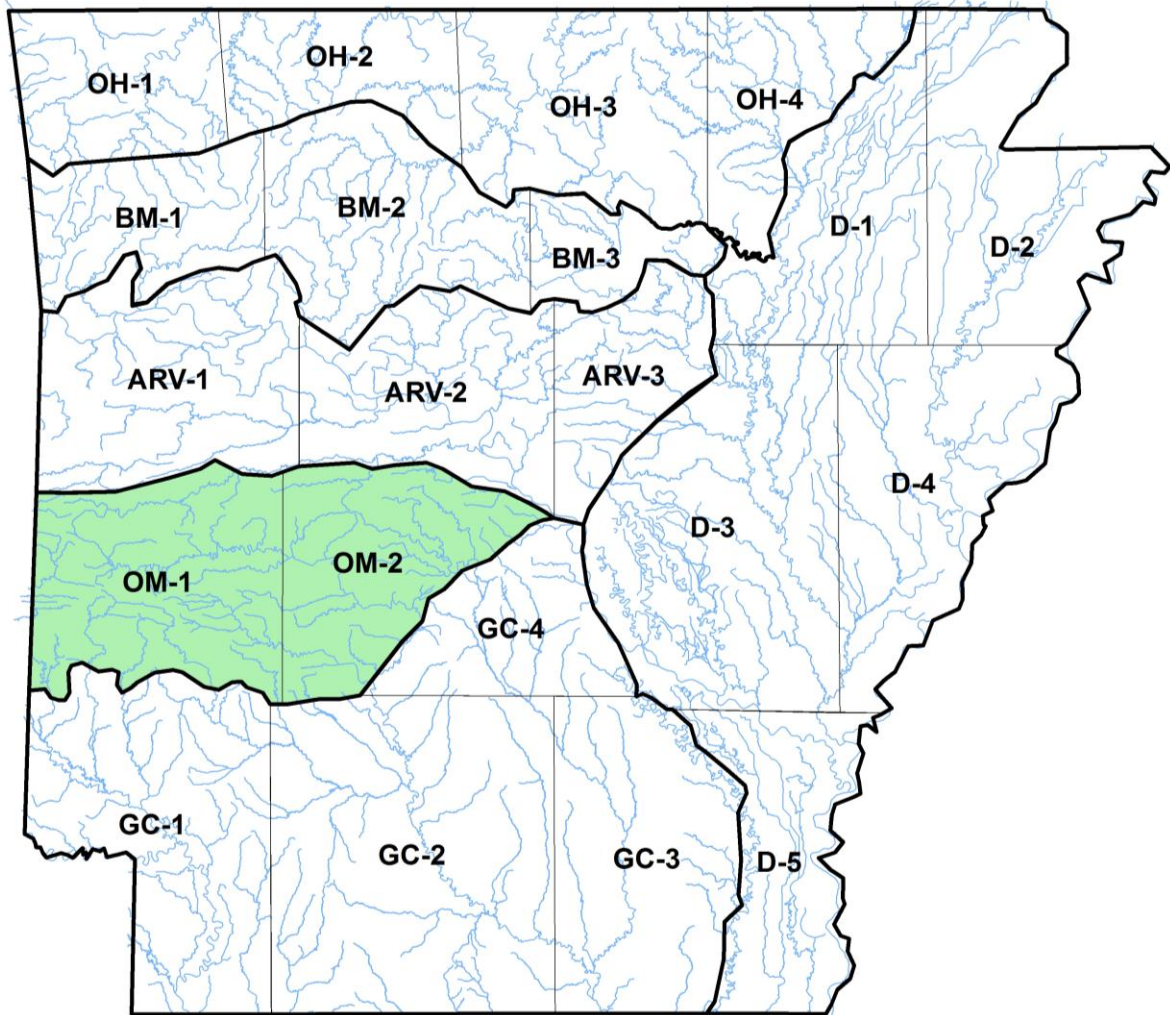 OH-1
OH-2
OH-3
OH-4
BM-1
BM-2
BM-3
D-1
D-2
ARV-1
ARV-2
ARV-3
D-3
D-4
OM-1
OM-2
GC-4
GC-1
GC-2
GC-3
D-5